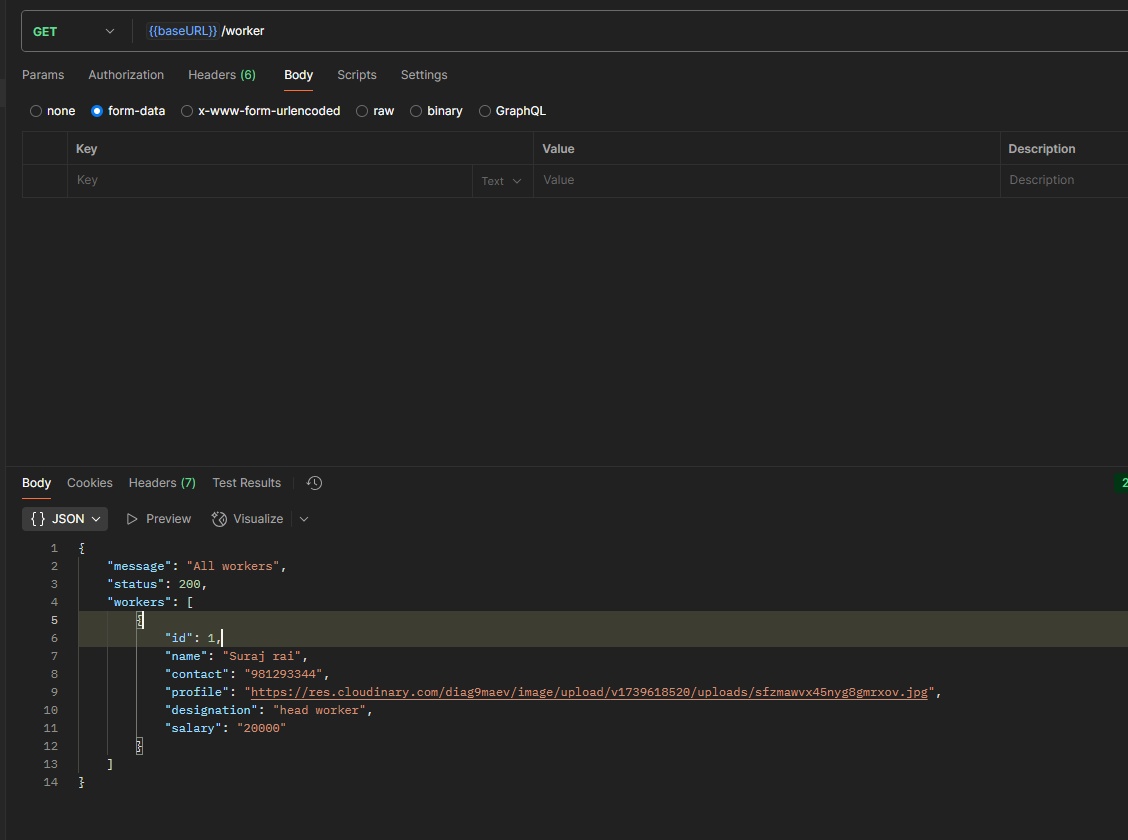 GET {{baseURL}} /worker
Params Authorization Headers (6) Body Scripts Settings
none form-data x-www-form-urlencoded raw binary GraphQL
Key Value Description
Key Text Value Description
Body Cookies Headers (7) Test Results 2
{} JSON Preview Visualize
1 {
2 "message": "All workers",
3 "status": 200,
4 "workers": [
5 {
6 "id": 1,
7 "name": "Suraj rai",
8 "contact": "981293344",
9 "profile": "https://res.cloudinary.com/diag9maev/image/upload/v1739618520/uploads/sfzmawvx45nyg8gmrxov.jpg",
10 "designation": "head worker",
11 "salary": "20000"
12 }
13 ]
14 }